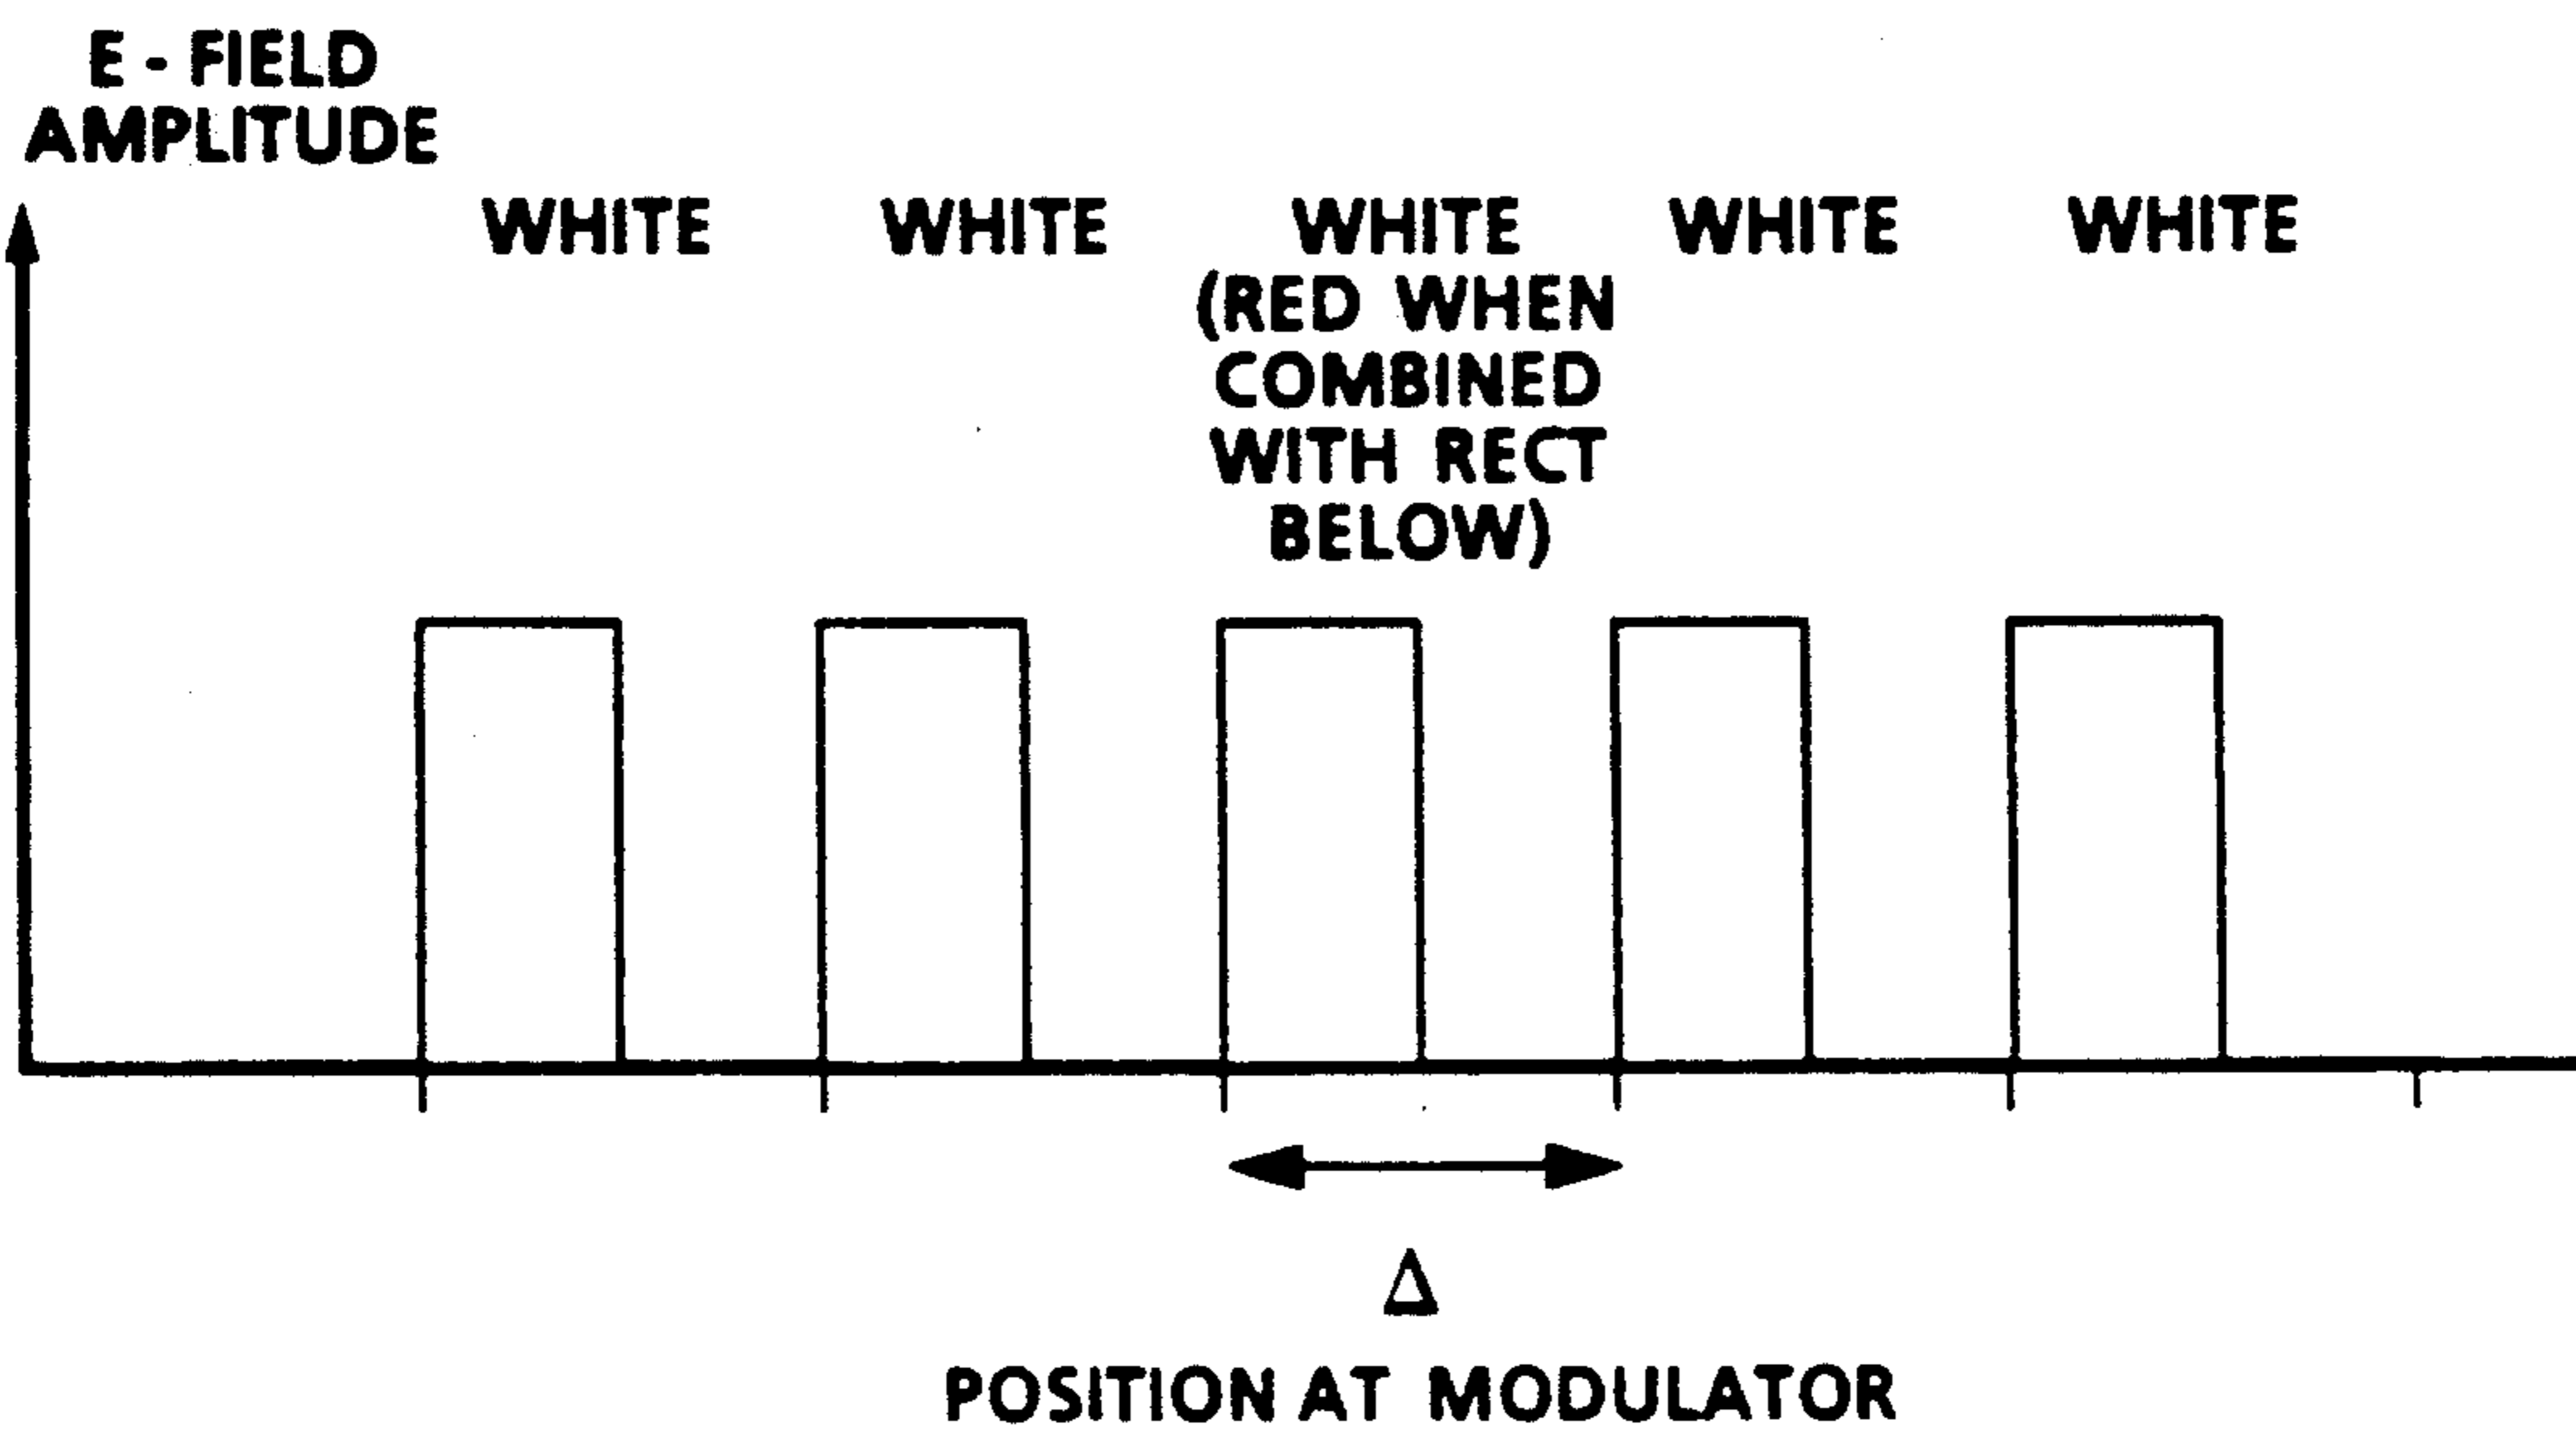 E - FIELD
AMPLITUDE
WHITE WHITE WHITE WHITE WHITE
(RED WHEN
COMBINED
WITH RECT
BELOW)
Δ
POSITION AT MODULATOR